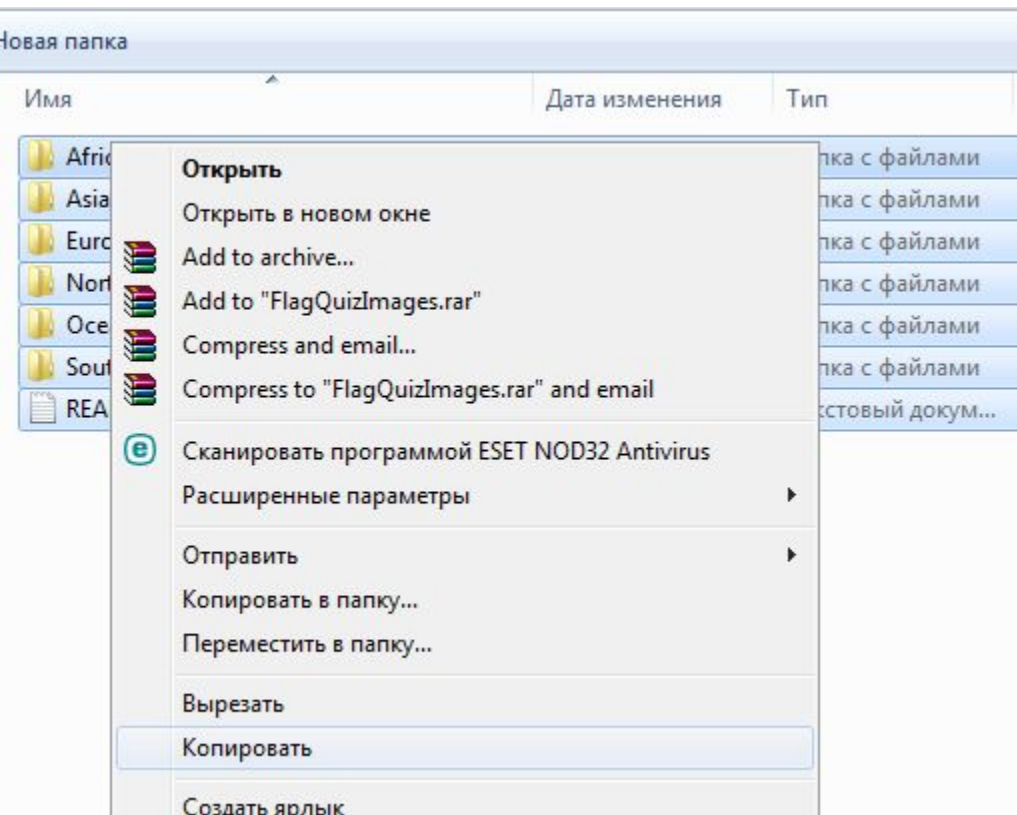 Новая папка
Имя Дата изменения Тип
Afric пка с файлами
Asia пка с файлами
Euro пка с файлами
Nort пка с файлами
Oce пка с файлами
Sout пка с файлами
REA кстовый докум...
Открыть
Открыть в новом окне
Add to archive...
Add to "FlagQuizImages.rar"
Compress and email...
Compress to "FlagQuizImages.rar" and email
Сканировать программой ESET NOD32 Antivirus
Расширенные параметры
Отправить
Копировать в папку...
Переместить в папку...
Вырезать
Копировать
Создать ярлык